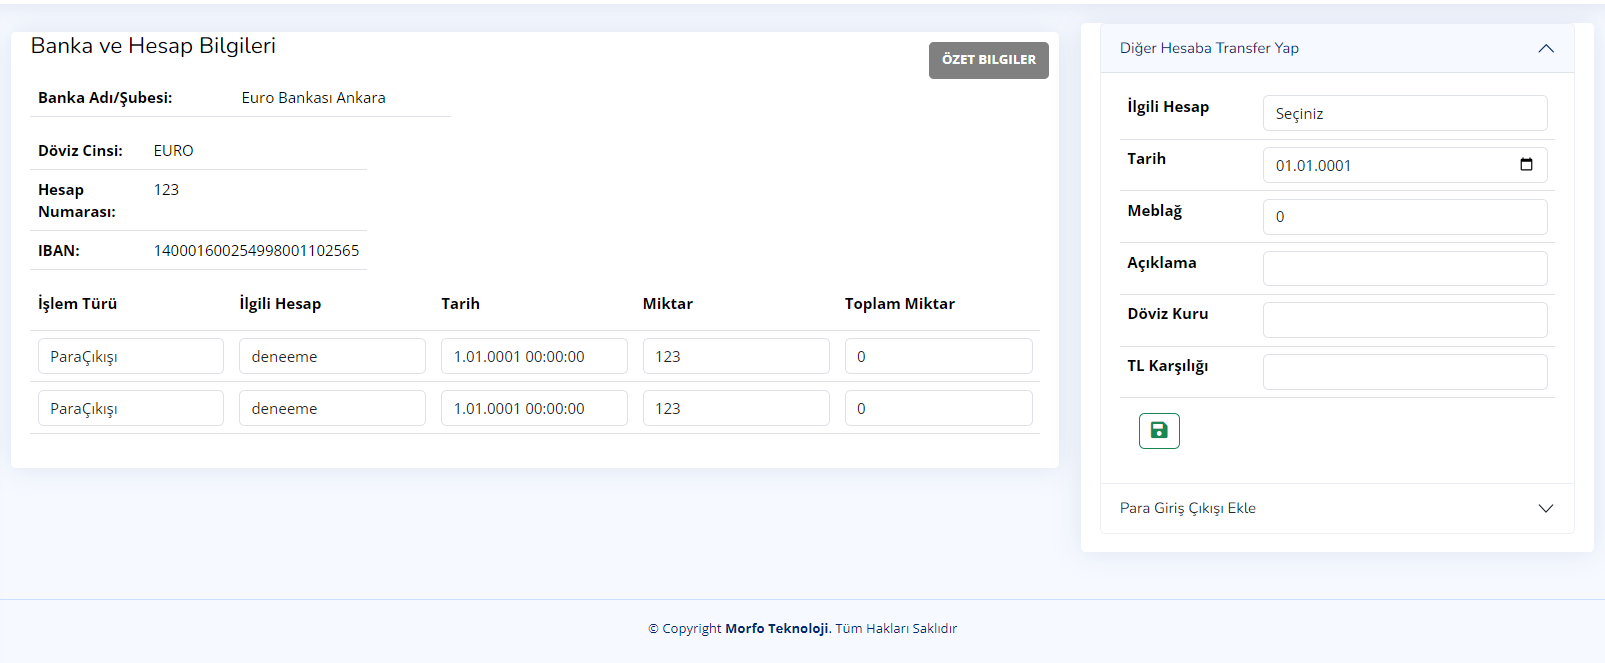 Banka ve Hesap Bilgileri
ÖZET BILGILER
Banka Adı/Şubesi: Euro Bankası Ankara
Döviz Cinsi: EURO
Hesap Numarası: 123
IBAN: 140001600254998001102565
İşlem Türü İlgili Hesap Tarih Miktar Toplam Miktar
ParaÇıkışı deneeme 1.01.0001 00:00:00 123 0
ParaÇıkışı deneeme 1.01.0001 00:00:00 123 0
Diğer Hesaba Transfer Yap
İlgili Hesap Seçiniz
Tarih 01.01.0001
Meblağ 0
Açıklama
Döviz Kuru
TL Karşılığı
Para Giriş Çıkışı Ekle
© Copyright Morfo Teknoloji. Tüm Hakları Saklıdır